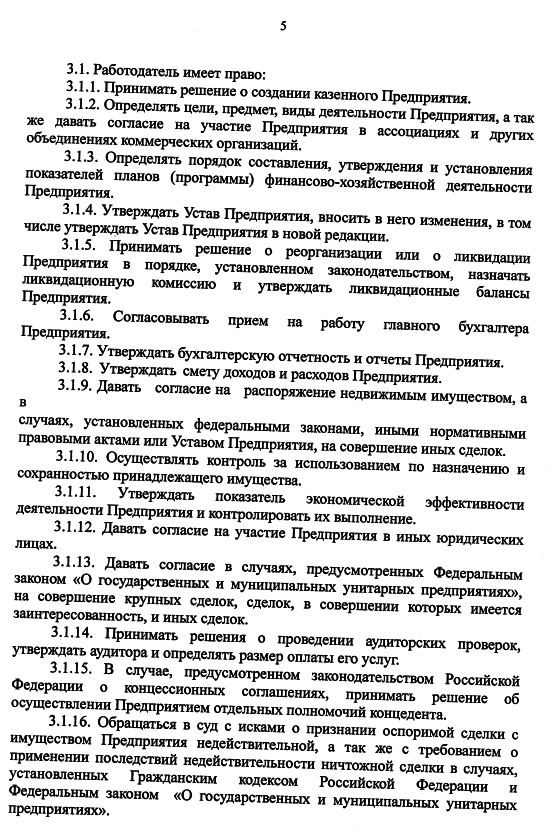 5
3.1. Работодатель имеет право:
3.1.1. Принимать решение о создании казенного Предприятия.
3.1.2. Определять цели, предмет, виды деятельности Предприятия, а так
же давать согласие на участие Предприятия в ассоциациях и других
объединениях коммерческих организаций.
3.1.3. Определять порядок составления, утверждения и установления
показателей планов (программы) финансово-хозяйственной деятельности
Предприятия.
3.1.4. Утверждать Устав Предприятия, вносить в него изменения, в том
числе утверждать Устав Предприятия в новой редакции.
3.1.5. Принимать решение о реорганизации или о ликвидации
Предприятия в порядке, установленном законодательством, назначать
ликвидационную комиссию и утверждать ликвидационные балансы
Предприятия.
3.1.6. Согласовывать прием на работу главного бухгалтера
Предприятия.
3.1.7. Утверждать бухгалтерскую отчетность и отчеты Предприятия.
3.1.8. Утверждать смету доходов и расходов Предприятия.
3.1.9. Давать согласие на распоряжение недвижимым имуществом, а
в
случаях, установленных федеральными законами, иными нормативными
правовыми актами или Уставом Предприятия, на совершение иных сделок.
3.1.10. Осуществлять контроль за использованием по назначению и
сохранностью принадлежащего имущества.
3.1.11. Утверждать показатель экономической эффективности
деятельности Предприятия и контролировать их выполнение.
3.1.12. Давать согласие на участие Предприятия в иных юридических
лицах.
3.1.13. Давать согласие в случаях, предусмотренных Федеральным
законом «О государственных и муниципальных унитарных предприятиях»,
на совершение крупных сделок, сделок, в совершении которых имеется
заинтересованность, и иных сделок.
3.1.14. Принимать решения о проведении аудиторских проверок,
утверждать аудитора и определять размер оплаты его услуг.
3.1.15. В случае, предусмотренном законодательством Российской
Федерации о концессионных соглашениях, принимать решение об
осуществлении Предприятием отдельных полномочий концедента.
3.1.16. Обращаться в суд с исками о признании оспоримой сделки с
имуществом Предприятия недействительной, а так же с требованием о
применении последствий недействительности ничтожной сделки в случаях,
установленных Гражданским кодексом Российской Федерации и
Федеральным законом «О государственных и муниципальных унитарных
предприятиях».